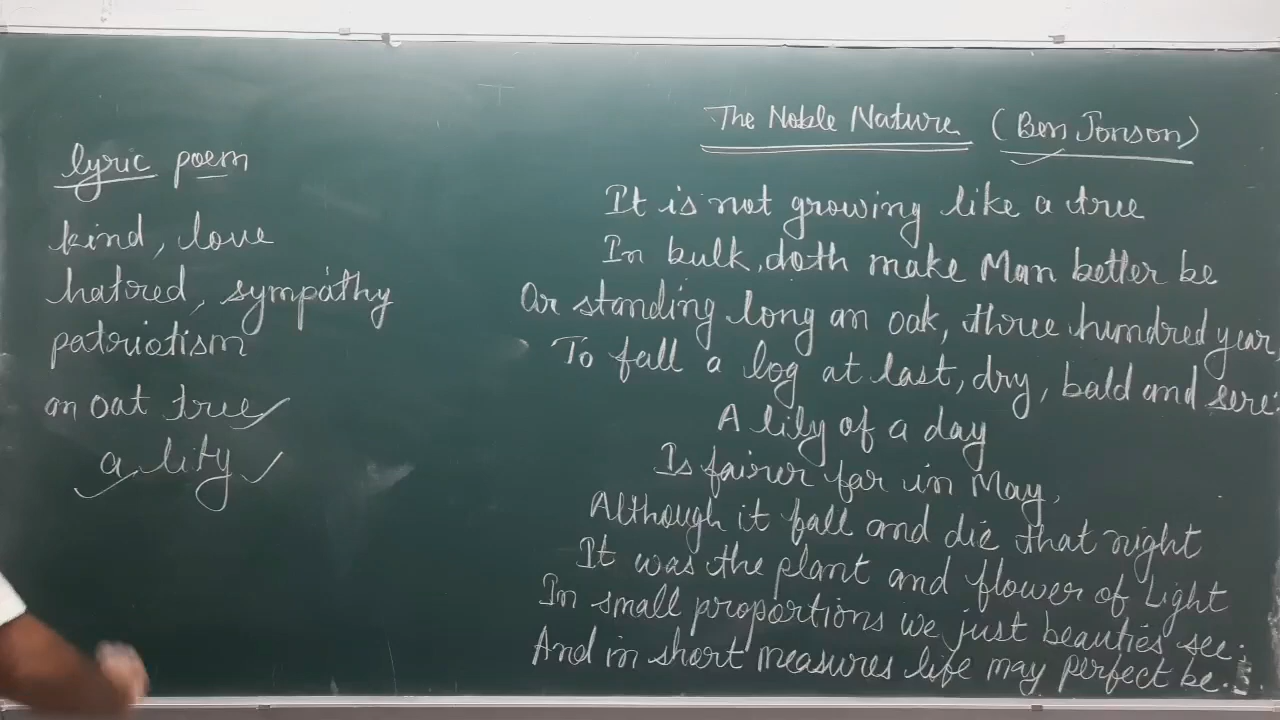 lyric poem
kind, love
hatred, sympathy
patriotism
an oat tree
a lity
The Noble Nature (Ben Jonson)
It is not growing like a tree
In bulk, doth make Man better be
Or standing long an oak, three hundred year,
To fall a log at last, dry, bald and sere:
A lily of a day
Is fairer far in May,
Although it fall and die that night
It was the plant and flower of Light
In small proportions we just beauties see.
And in short measures life may perfect be.